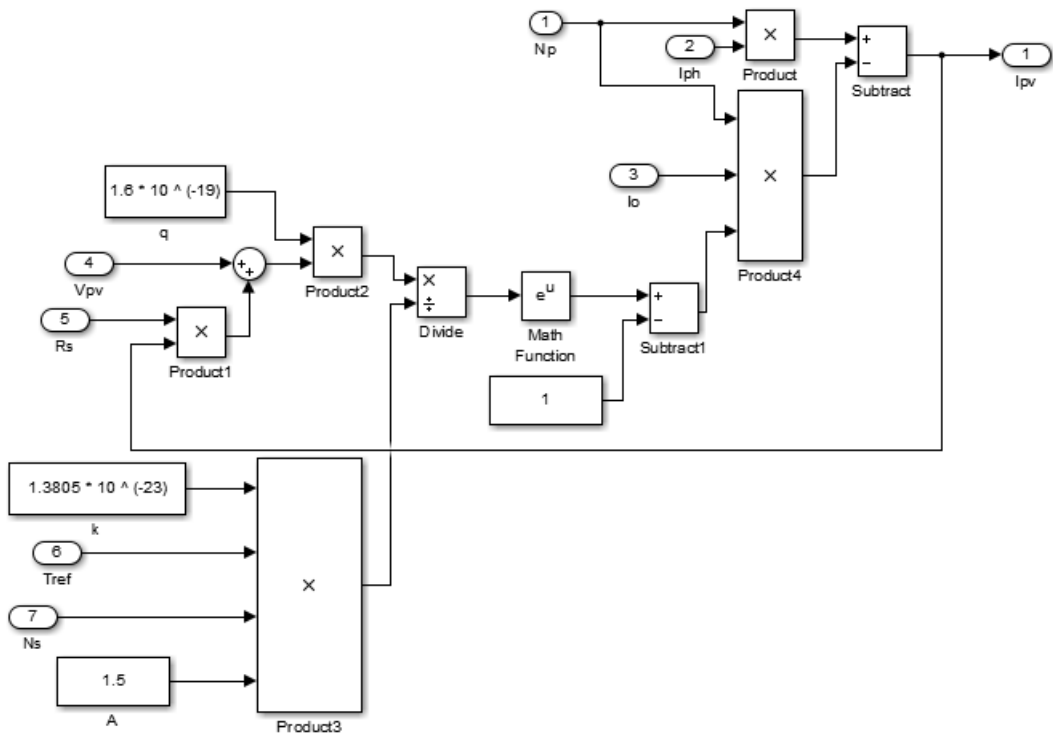 1
Np
2
Iph
×
Product
+
−
Subtract
1
Ipv
1.6 * 10 ^ (-19)
q
3
Io
×
Product4
4
Vpv
+
+
×
Product2
5
Rs
×
Product1
×
÷
Divide
e^u
Math
Function
+
−
Subtract1
1
1.3805 * 10 ^ (-23)
k
6
Tref
7
Ns
1.5
A
×
Product3